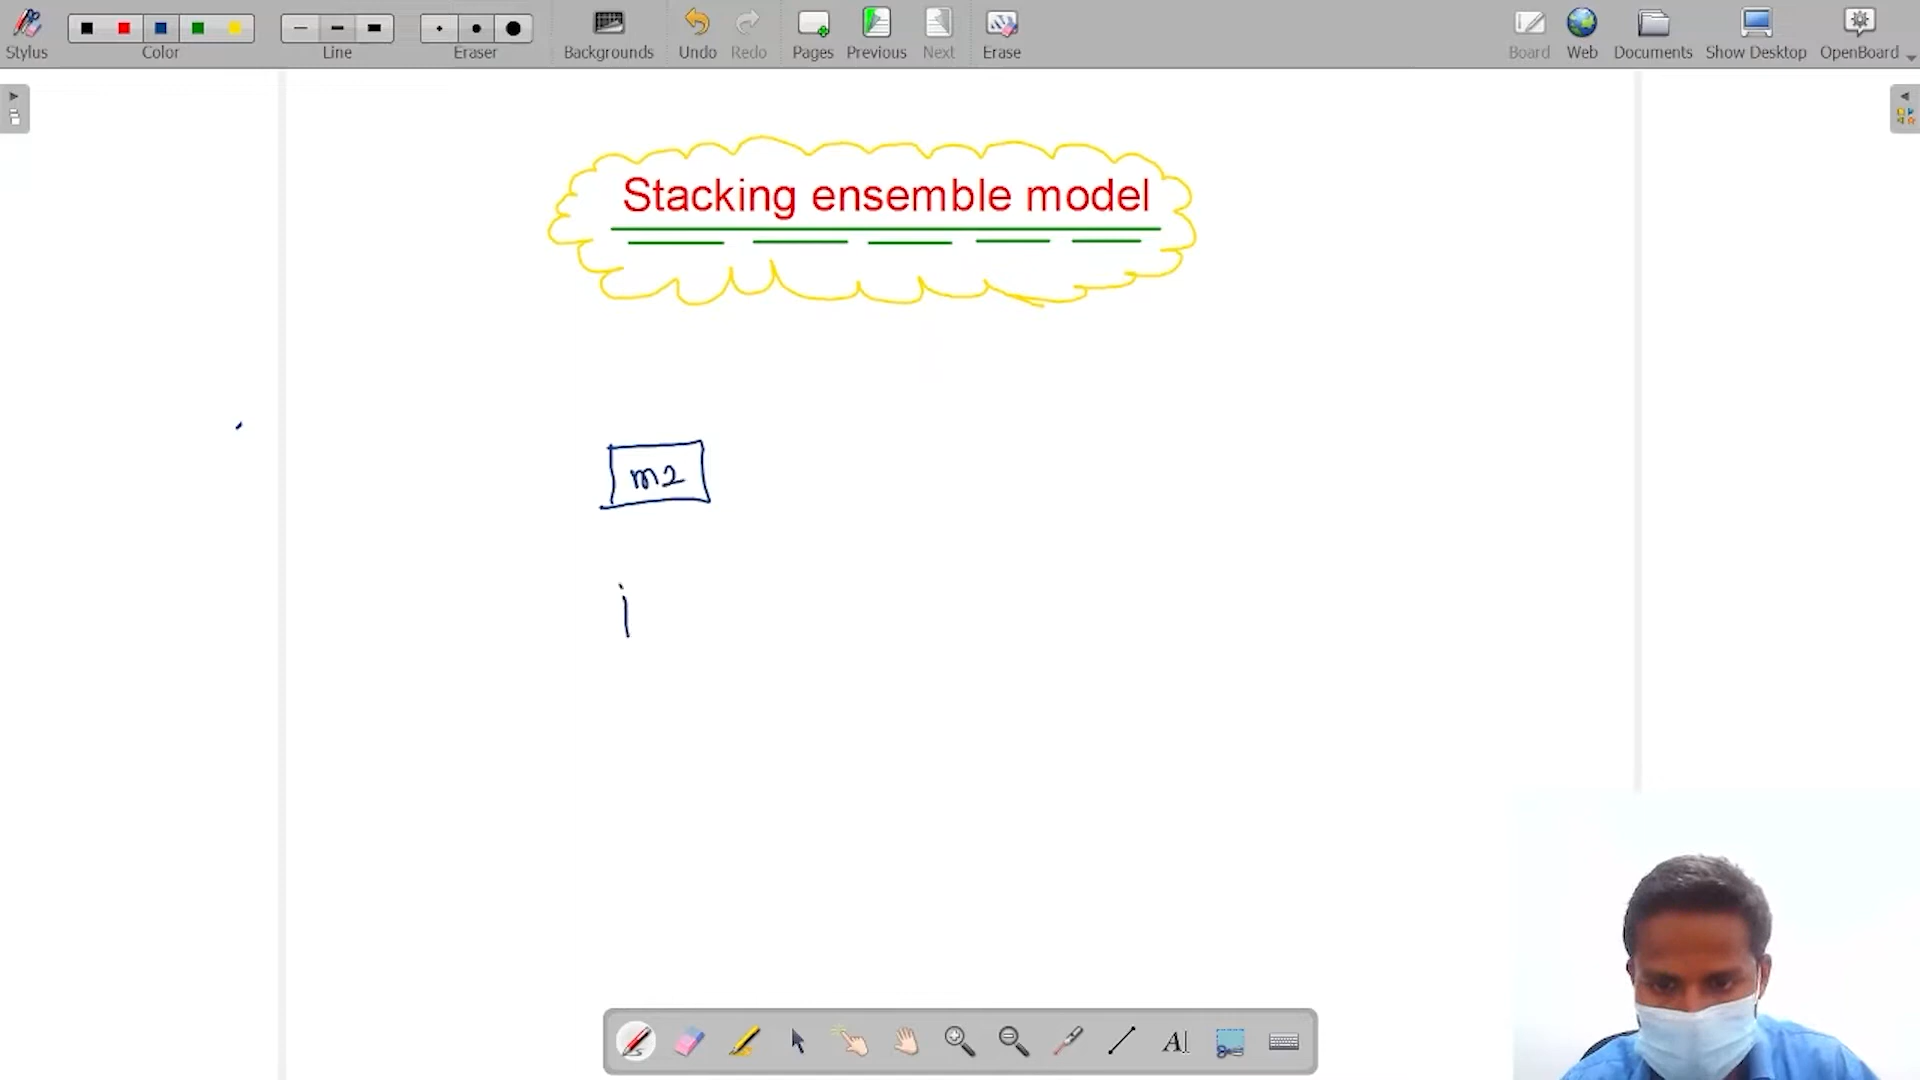 Stylus Color Line Eraser Backgrounds Undo Redo Pages Previous Next Erase Board Web Documents Show Desktop OpenBoard
Stacking ensemble model
m2